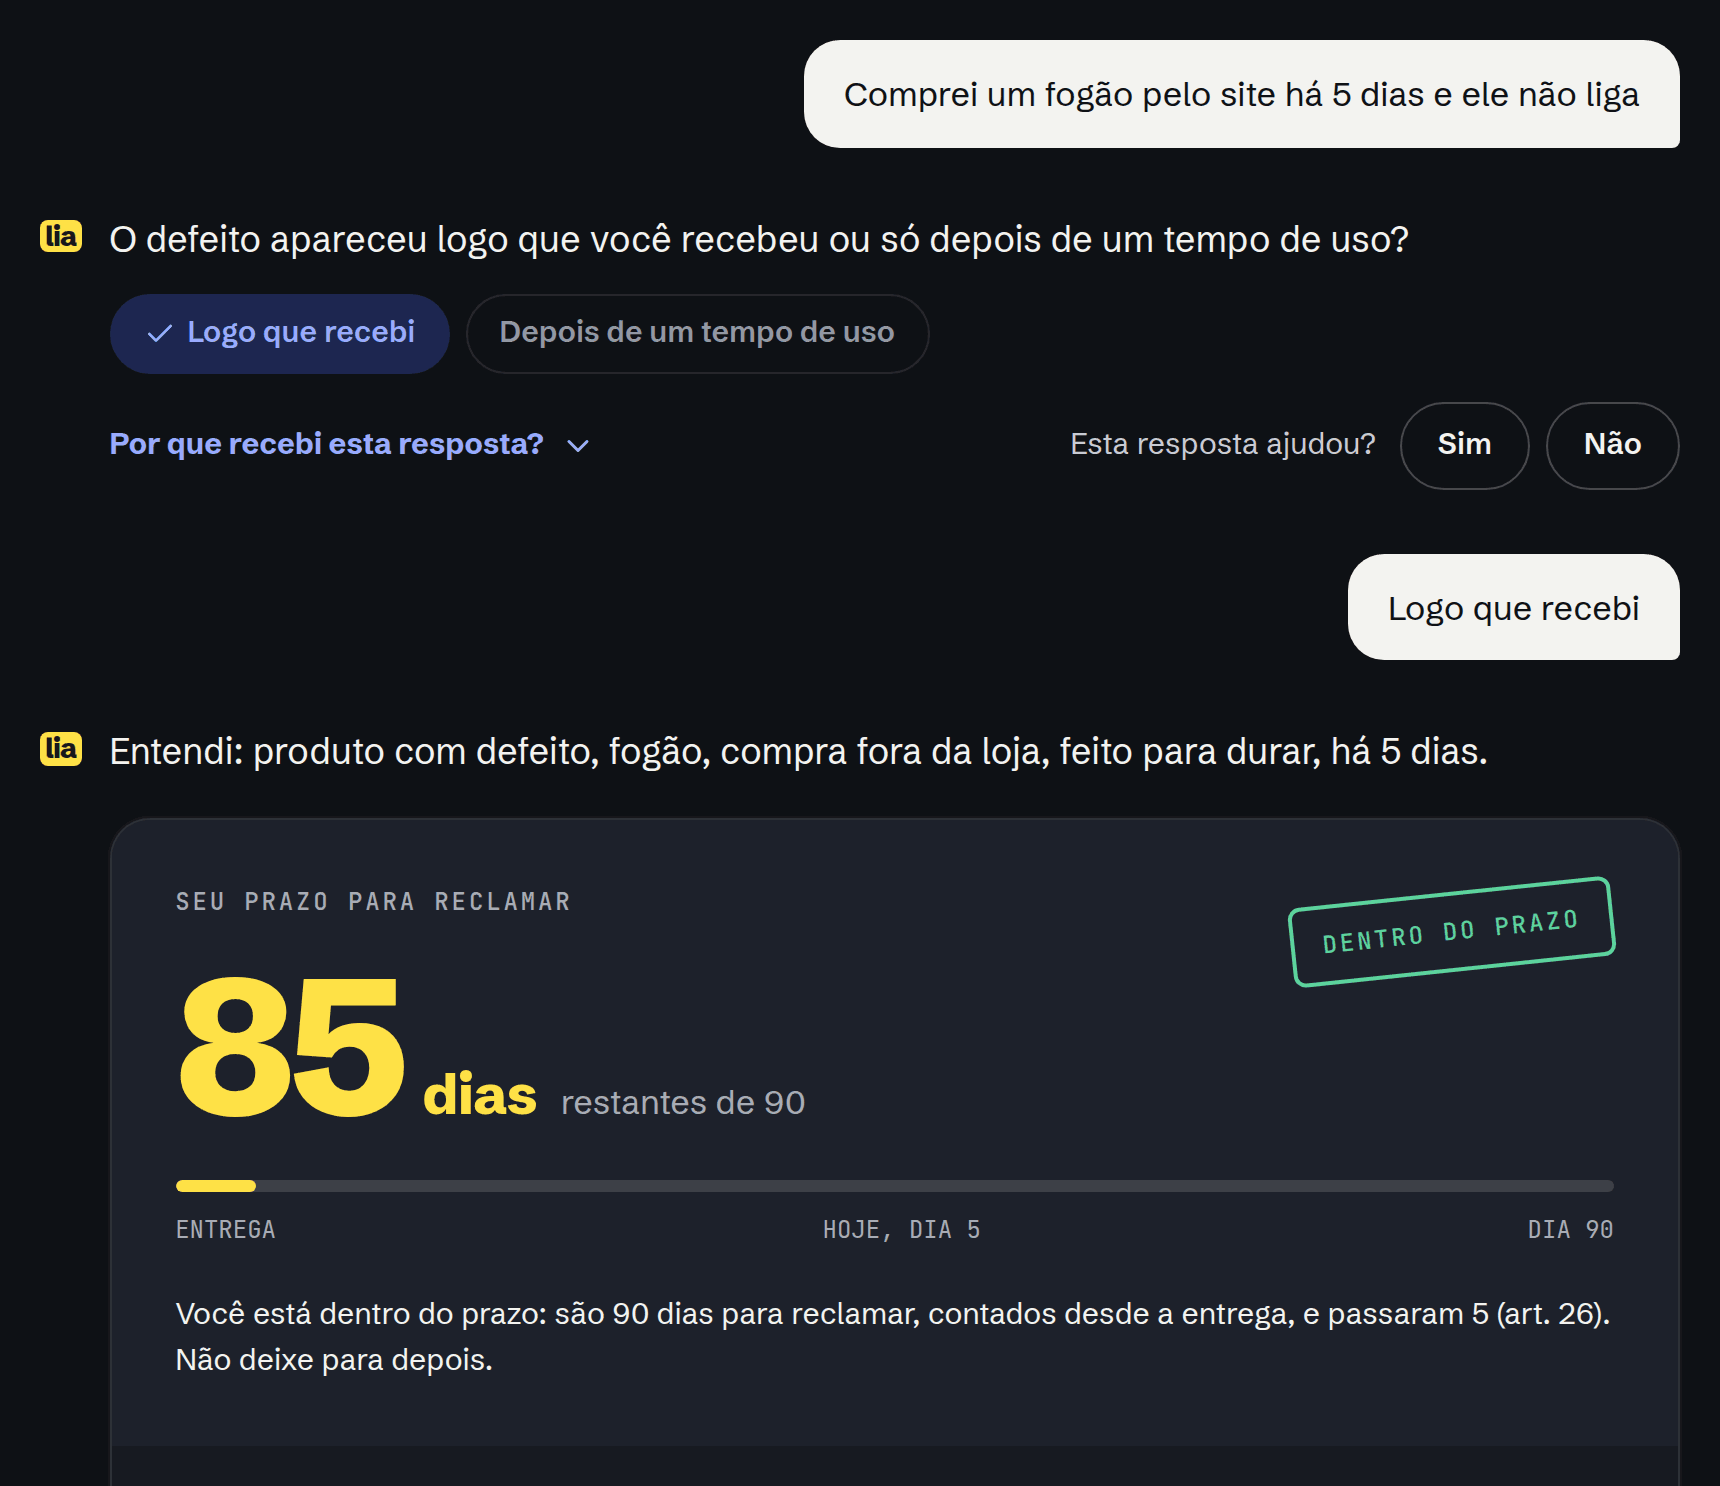 Comprei um fogão pelo site há 5 dias e ele não liga
lia
O defeito apareceu logo que você recebeu ou só depois de um tempo de uso?
Logo que recebi
Depois de um tempo de uso
Por que recebi esta resposta?
Esta resposta ajudou?
Sim
Não
Logo que recebi
lia
Entendi: produto com defeito, fogão, compra fora da loja, feito para durar, há 5 dias.
SEU PRAZO PARA RECLAMAR
DENTRO DO PRAZO
85 dias restantes de 90
ENTREGA
HOJE, DIA 5
DIA 90
Você está dentro do prazo: são 90 dias para reclamar, contados desde a entrega, e passaram 5 (art. 26).
Não deixe para depois.